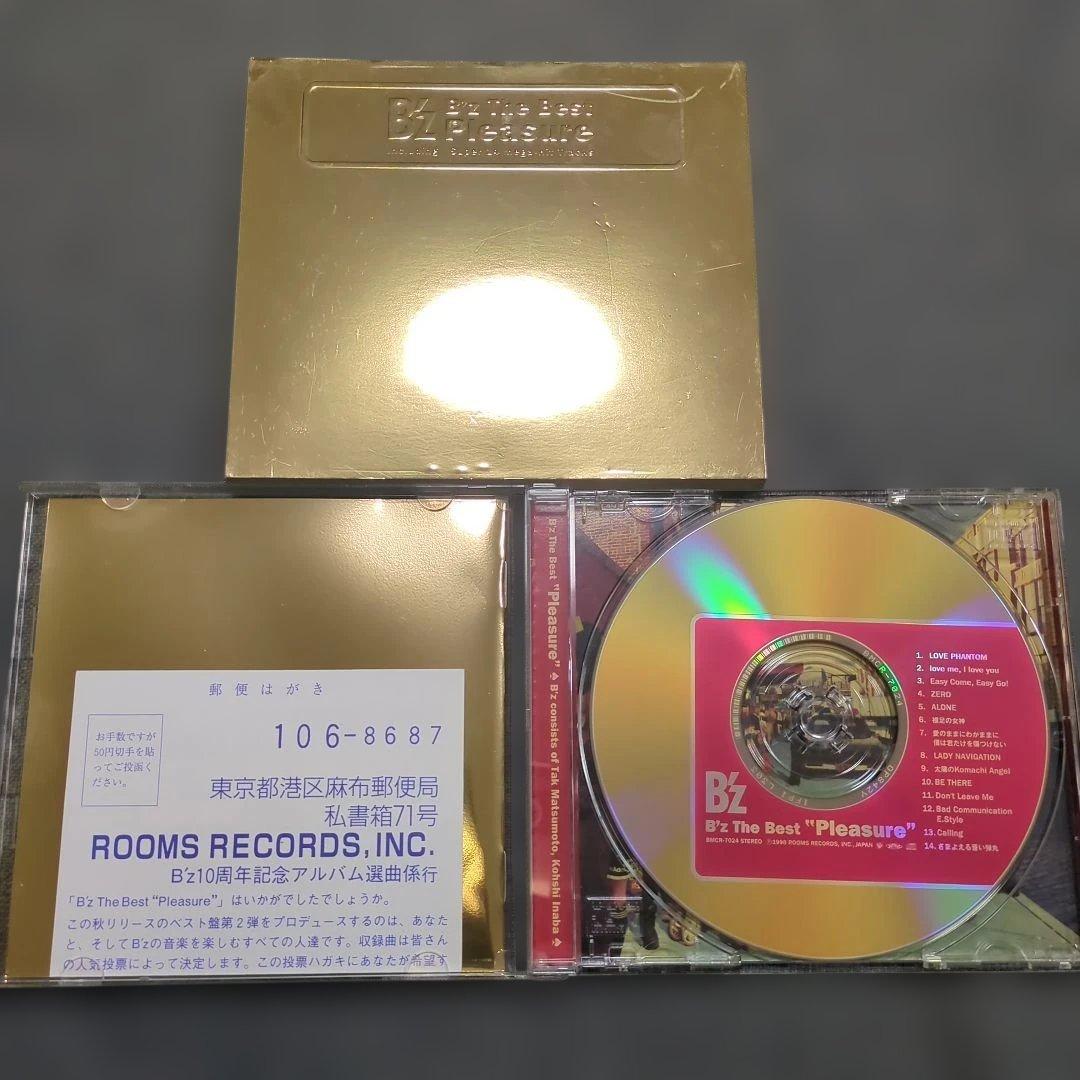 B'z
B'z The Best
Pleasure
Including Super 14 mega-hit Tracks
郵便はがき
お手数ですが
50円切手を貼
ってご投函く
ださい。
106-8687
東京都港区麻布郵便局
私書箱71号
ROOMS RECORDS, INC.
B'z10周年記念アルバム選曲係行
「B'z The Best “Pleasure”」はいかがでしたでしょうか。
この秋リリースのベスト盤第2弾をプロデュースするのは、あなた
と、そしてB'zの音楽を楽しむすべての人達です。収録曲は皆さん
の人気投票によって決定します。この投票ハガキにあなたが希望す
B'z The Best “Pleasure” ♠ B'z consists of Tak Matsumoto, Kohshi Inaba ♠
1. LOVE PHANTOM
2. love me, I love you
3. Easy Come, Easy Go!
4. ZERO
5. ALONE
6. 裸足の女神
7. 愛のままにわがままに
僕は君だけを傷つけない
8. LADY NAVIGATION
9. 太陽のKomachi Angel
10. BE THERE
11. Don't Leave Me
12. Bad Communication
E.Style
13. Calling
14.
B'z
B'z The Best “Pleasure”
BMCR-7024 STEREO Ⓟ1998 ROOMS RECORDS, INC., JAPAN